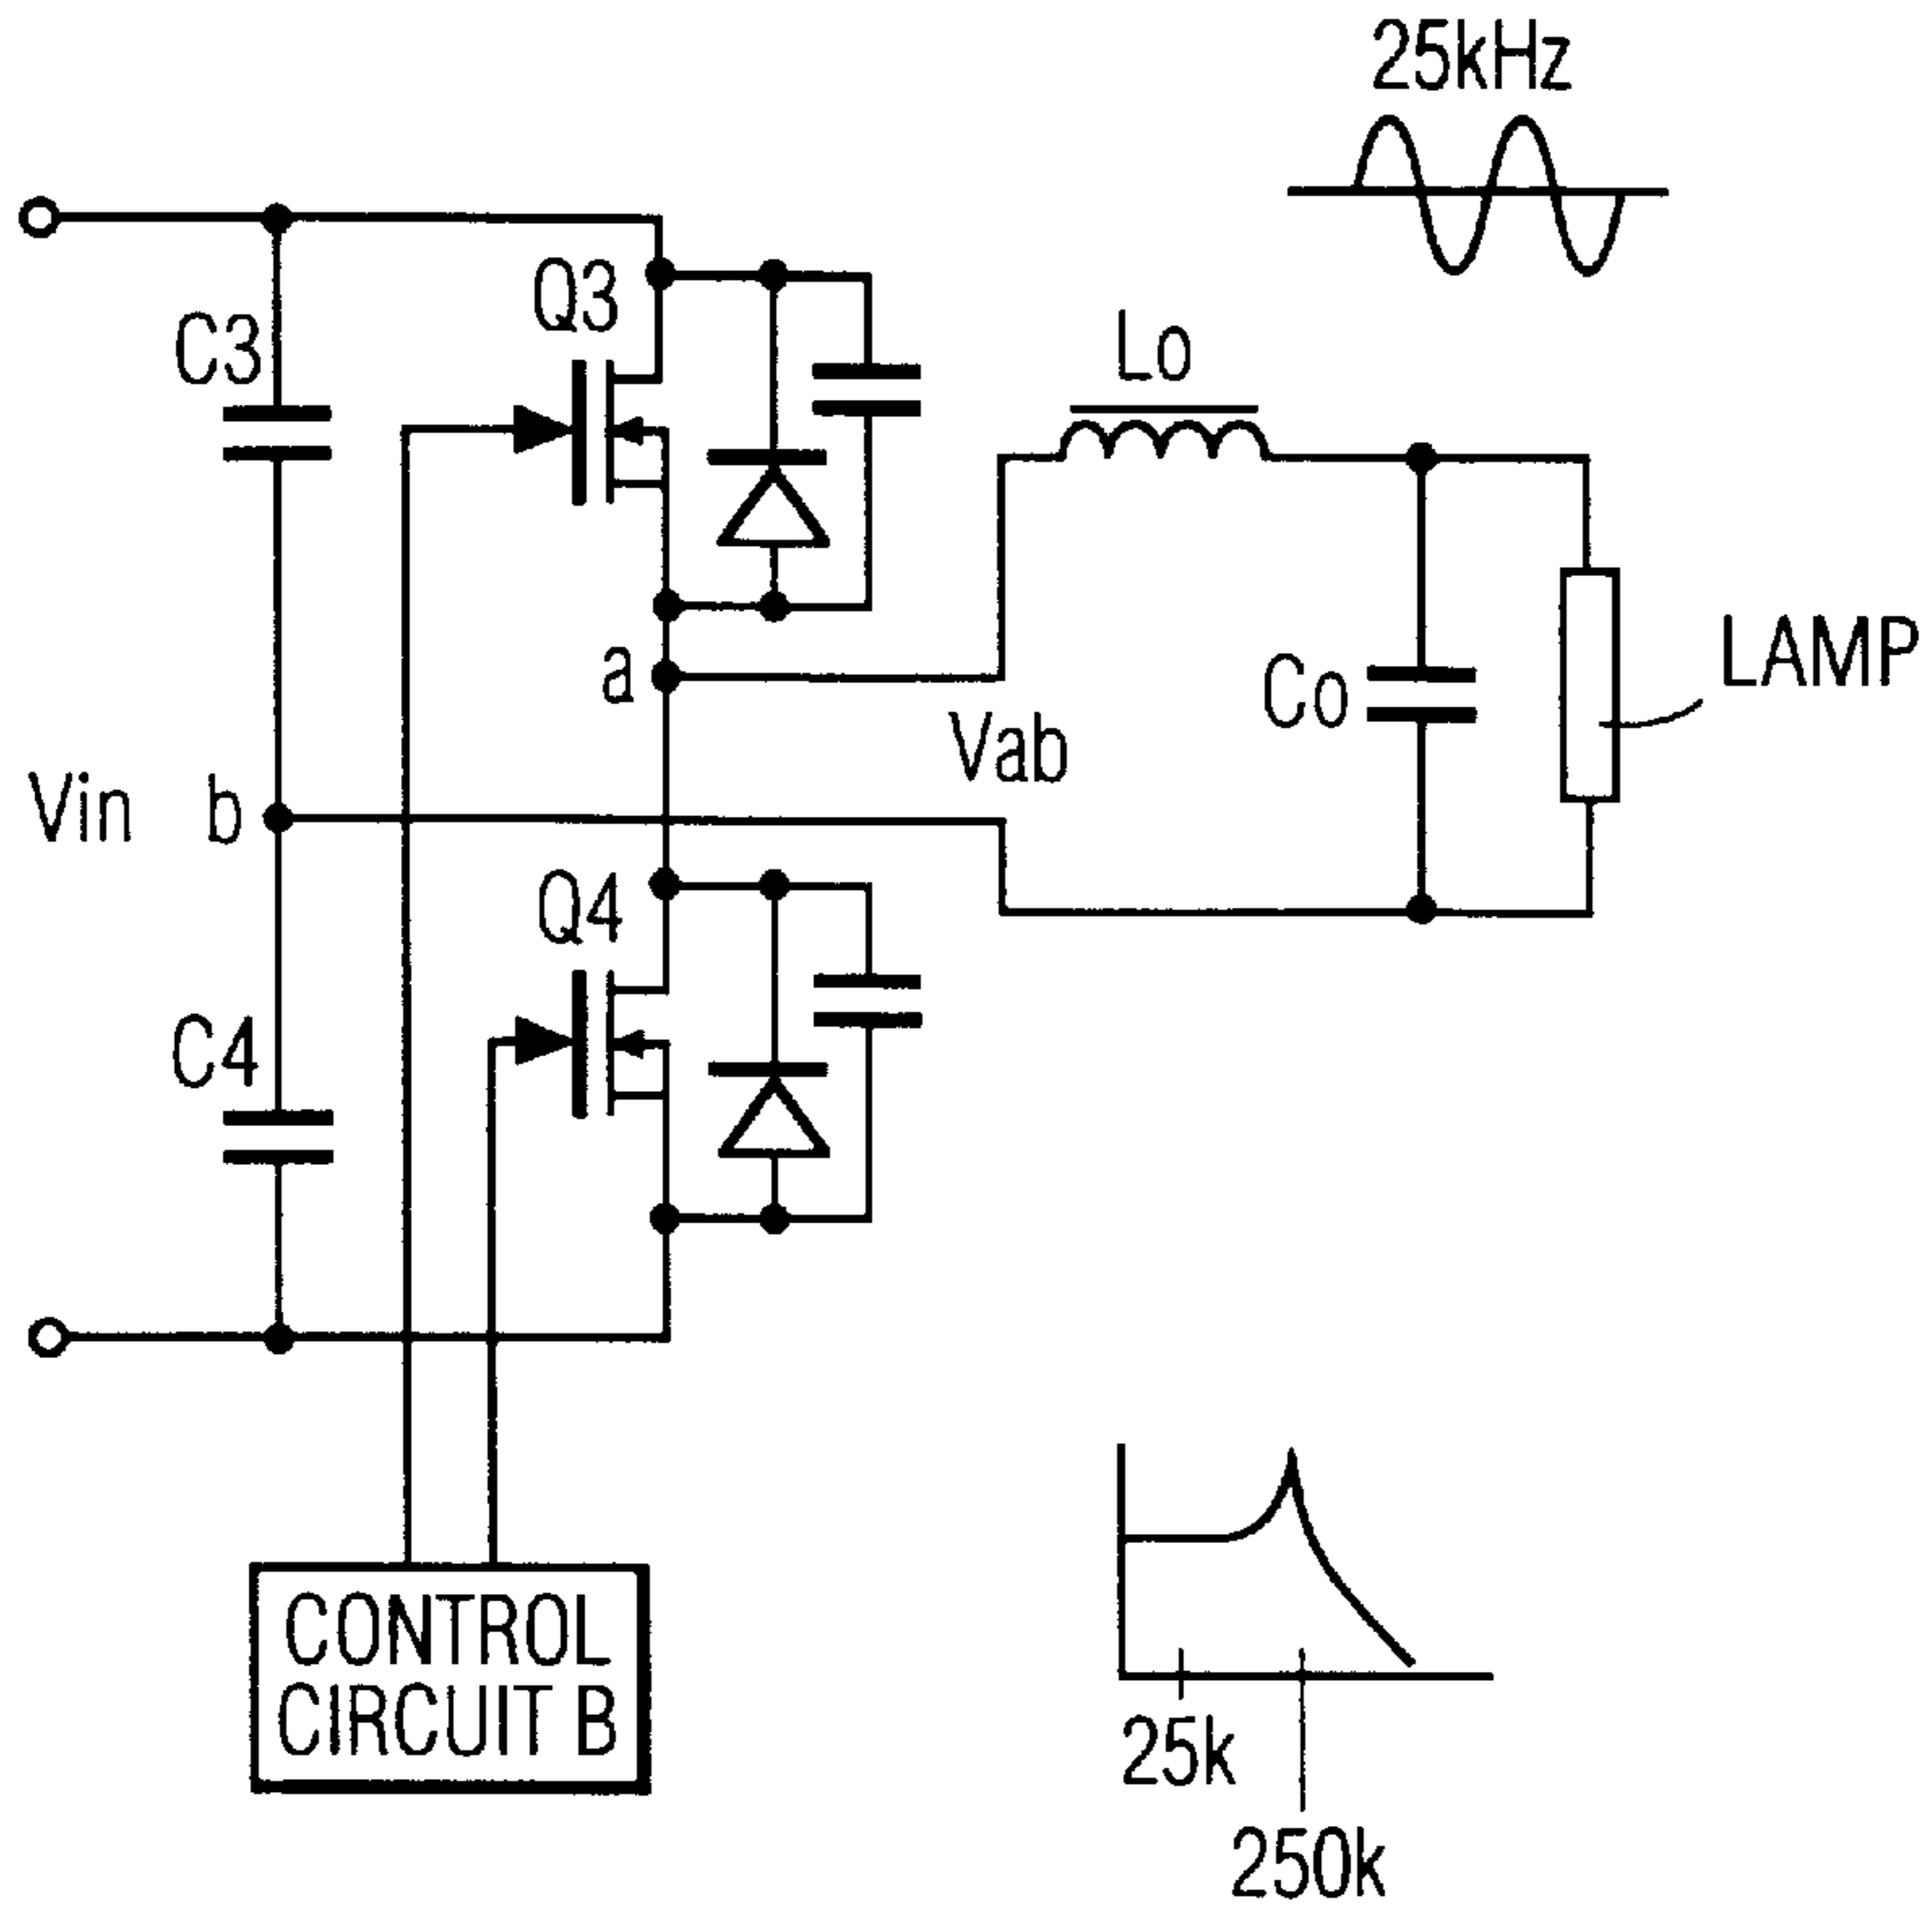 25kHz
Q3
C3
Lo
a
LAMP
Co
Vab
Vin
b
Q4
C4
CONTROL
CIRCUIT B
25k
250k